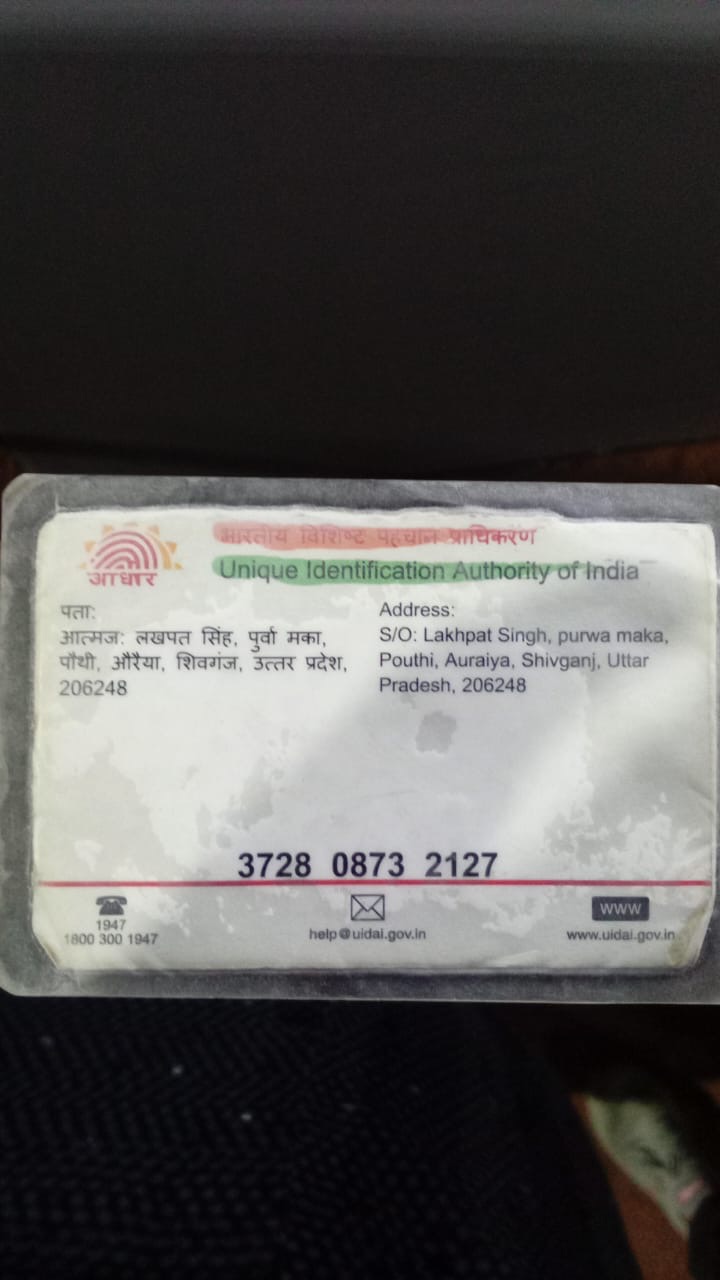 भारतीय विशिष्ट पहचान प्राधिकरण
आधार
Unique Identification Authority of India
पता:
आत्मज: लखपत सिंह, पुर्वा मका,
पौथी, औरैया, शिवगंज, उत्तर प्रदेश,
206248
Address:
S/O: Lakhpat Singh, purwa maka,
Pouthi, Auraiya, Shivganj, Uttar
Pradesh, 206248
3728 0873 2127
1947
1800 300 1947
help@uidai.gov.in
WWW
www.uidai.gov.in